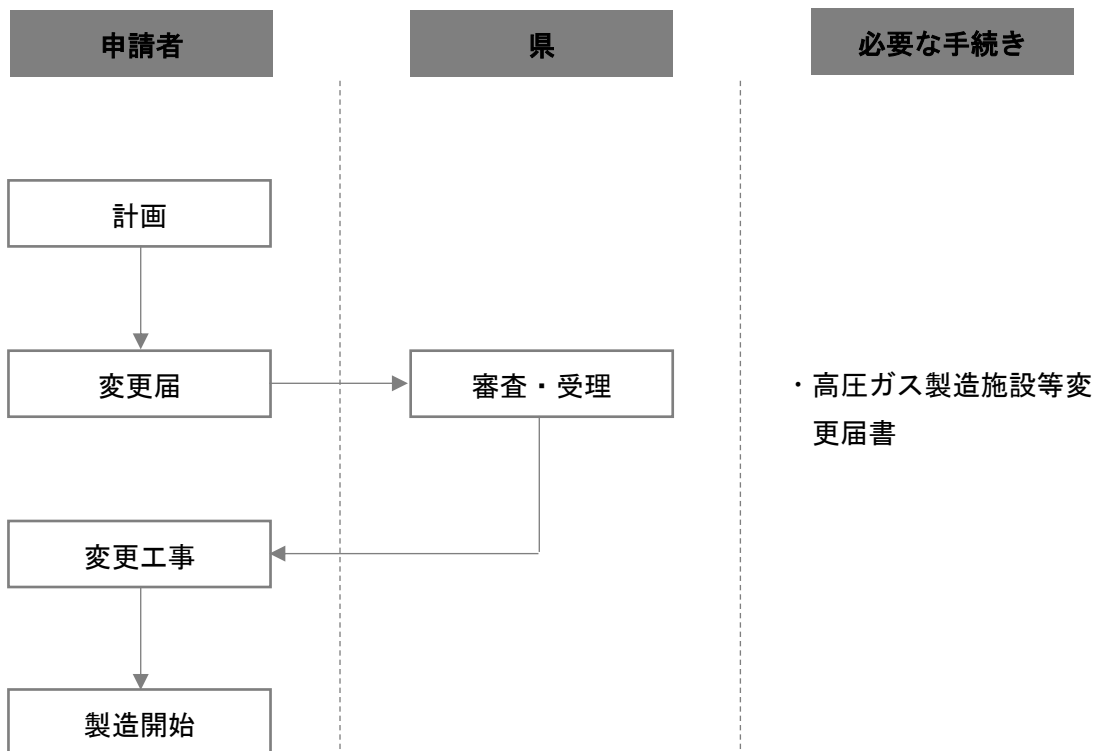 申請者
県
必要な手続き
計画
変更届
審査・受理
・高圧ガス製造施設等変
更届書
変更工事
製造開始